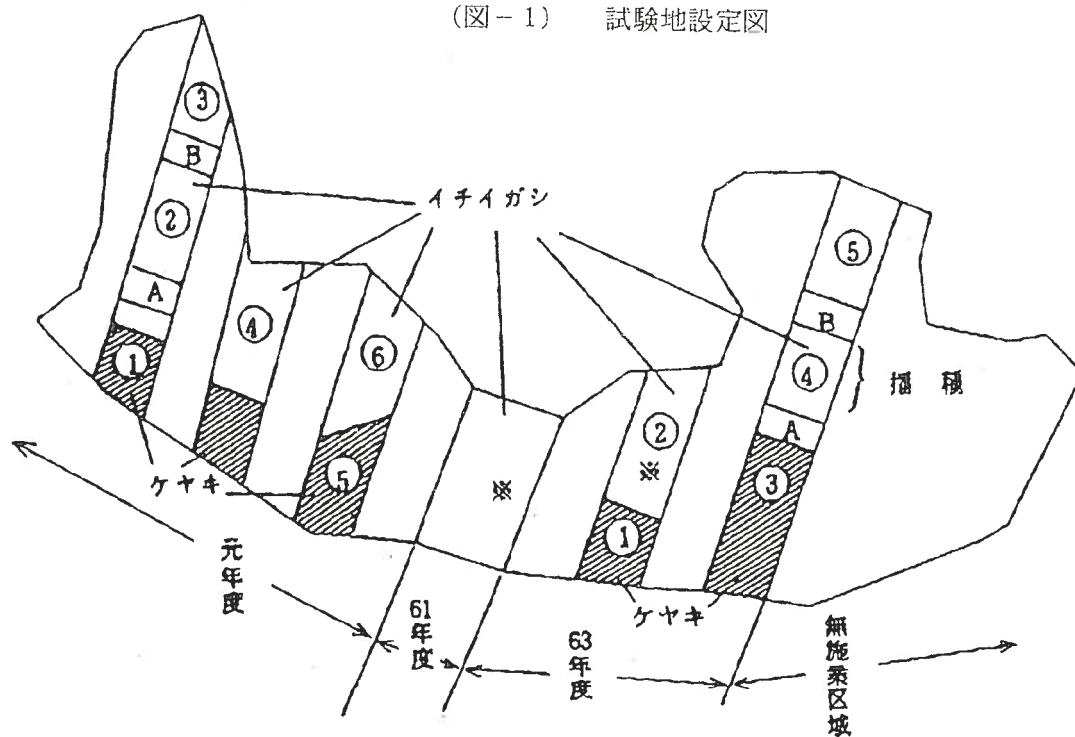 (図-1) 試験地設定図
③
B
②
A
①
イチイガシ
④
⑥
⑤
ケヤキ
※
②
※
①
ケヤキ
⑤
B
④
A
③
播種
元年度
61年度
63年度
無施業区域